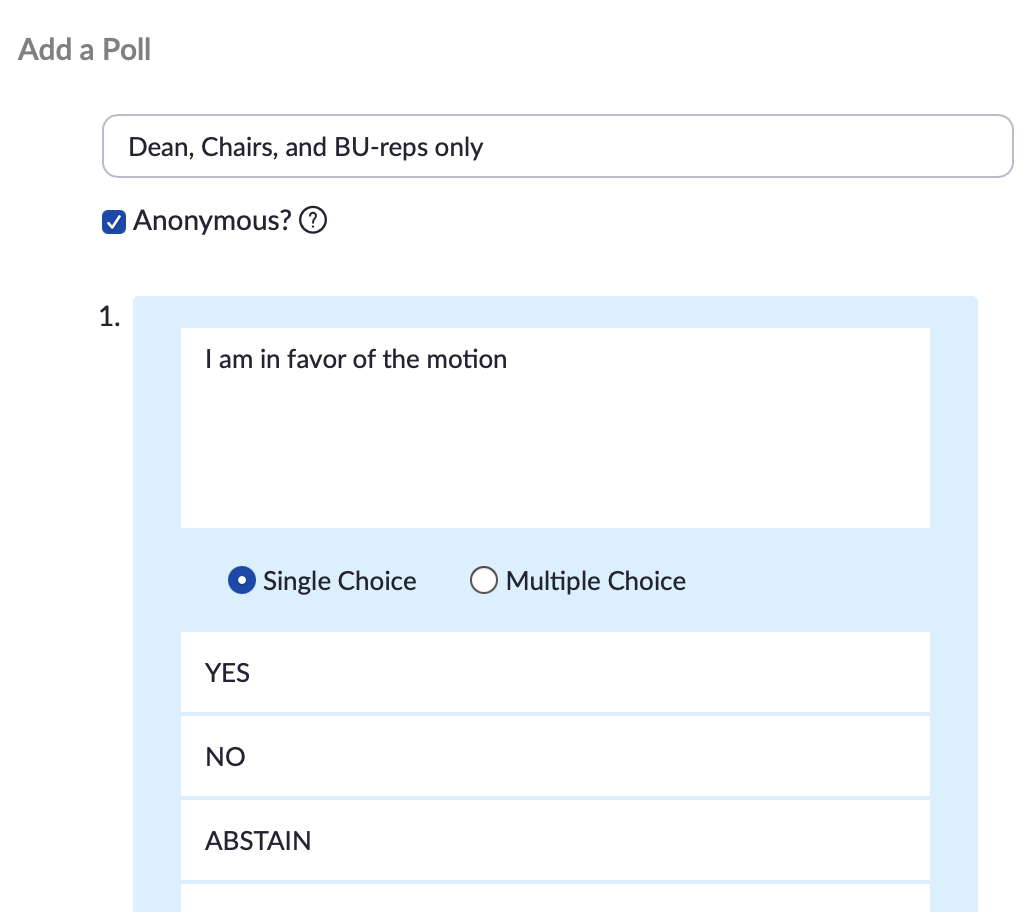 Add a Poll
Dean, Chairs, and BU-reps only
Anonymous? ?
1.
I am in favor of the motion
Single Choice Multiple Choice
YES
NO
ABSTAIN